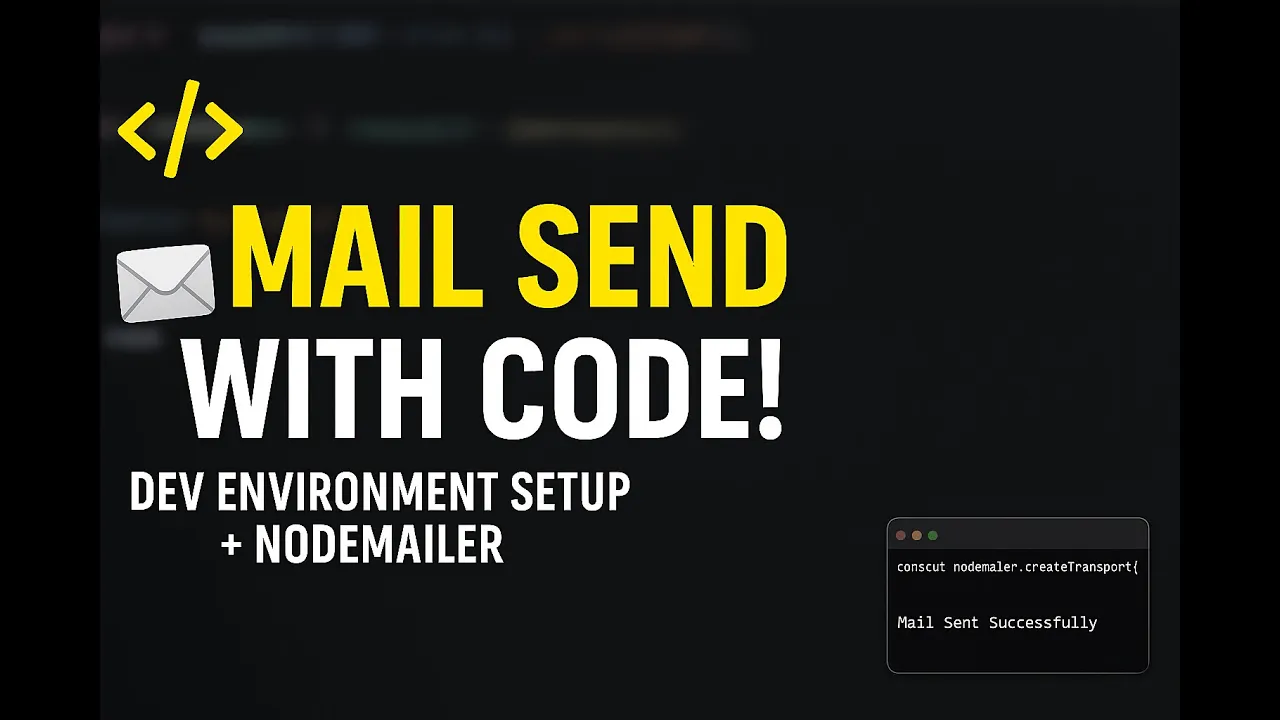 </>
MAIL SEND
WITH CODE!
DEV ENVIRONMENT SETUP
+ NODEMAILER
conscut nodemaler.createTransport{
Mail Sent Successfully